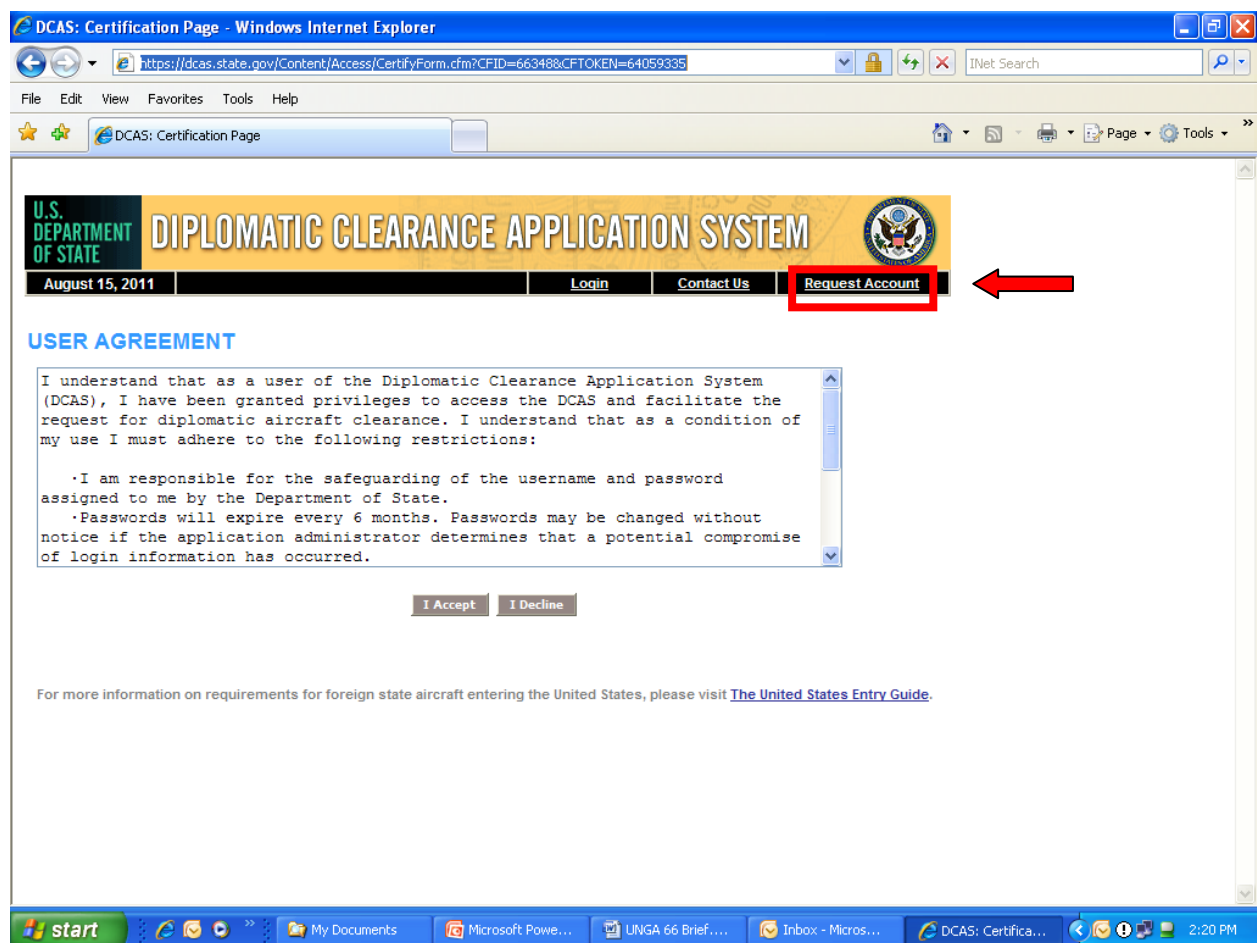 DCAS: Certification Page - Windows Internet Explorer
https://dcas.state.gov/Content/Access/CertifyForm.cfm?CFID=663488&CFTOKEN=64059335
INet Search
File Edit View Favorites Tools Help
DCAS: Certification Page
Page Tools
U.S.
DEPARTMENT
OF STATE
DIPLOMATIC CLEARANCE APPLICATION SYSTEM
August 15, 2011 Login Contact Us Request Account
USER AGREEMENT
I understand that as a user of the Diplomatic Clearance Application System
(DCAS), I have been granted privileges to access the DCAS and facilitate the
request for diplomatic aircraft clearance. I understand that as a condition of
my use I must adhere to the following restrictions:
·I am responsible for the safeguarding of the username and password
assigned to me by the Department of State.
·Passwords will expire every 6 months. Passwords may be changed without
notice if the application administrator determines that a potential compromise
of login information has occurred.
I Accept I Decline
For more information on requirements for foreign state aircraft entering the United States, please visit The United States Entry Guide.
start My Documents Microsoft Powe... UNGA 66 Brief.... Inbox - Micros... DCAS: Certifica... 2:20 PM